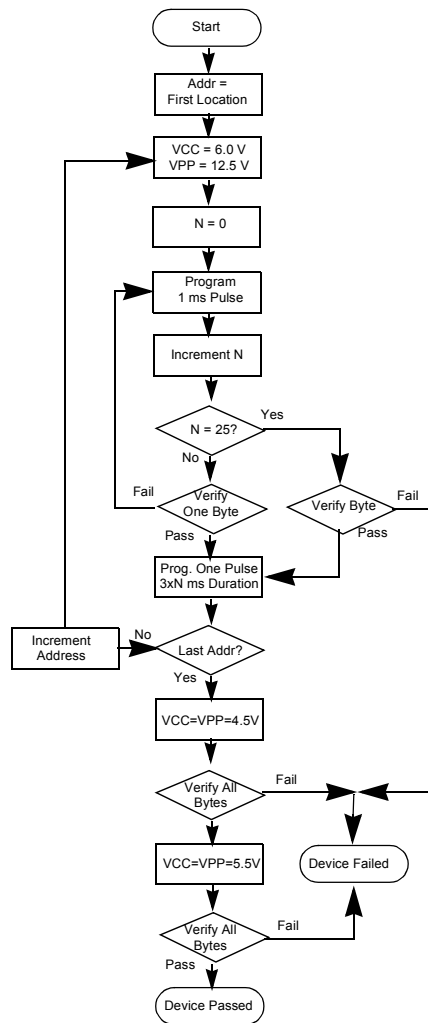 Start
Addr =
First Location
VCC = 6.0 V
VPP = 12.5 V
N = 0
Program
1 ms Pulse
Increment N
N = 25?
Yes
No
Fail
Verify
One Byte
Verify Byte
Fail
Pass
Pass
Prog. One Pulse
3xN ms Duration
Increment
Address
No
Last Addr?
Yes
VCC=VPP=4.5V
Verify All
Bytes
Fail
VCC=VPP=5.5V
Device Failed
Verify All
Bytes
Fail
Pass
Device Passed